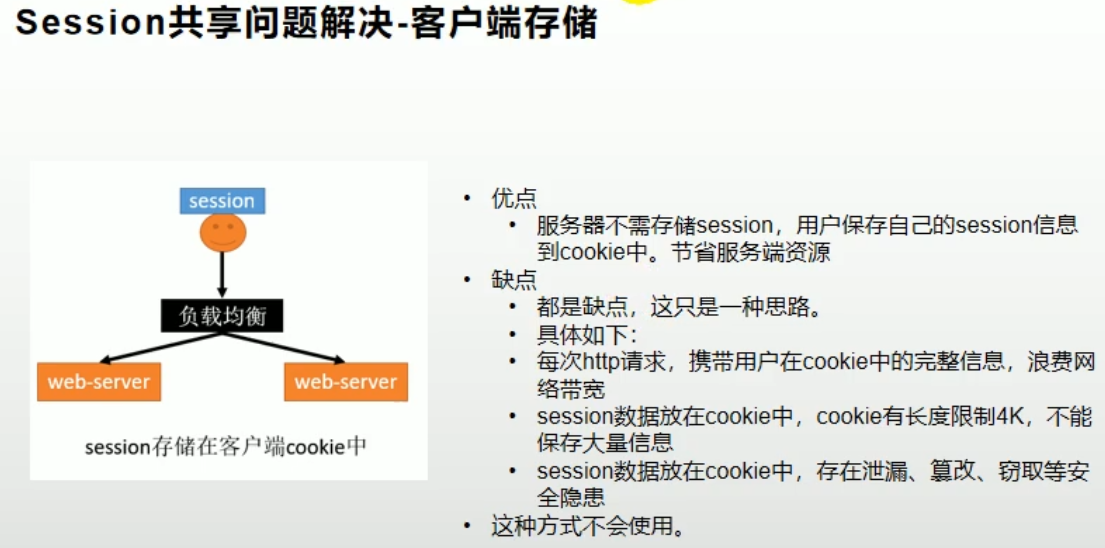 Session共享问题解决-客户端存储
session
负载均衡
web-server
web-server
session存储在客户端cookie中
• 优点
• 服务器不需存储session，用户保存自己的session信息
到cookie中。节省服务端资源
• 缺点
• 都是缺点，这只是一种思路。
• 具体如下：
• 每次http请求，携带用户在cookie中的完整信息，浪费网
络带宽
• session数据放在cookie中，cookie有长度限制4K，不能
保存大量信息
• session数据放在cookie中，存在泄漏、篡改、窃取等安
全隐患
• 这种方式不会使用。